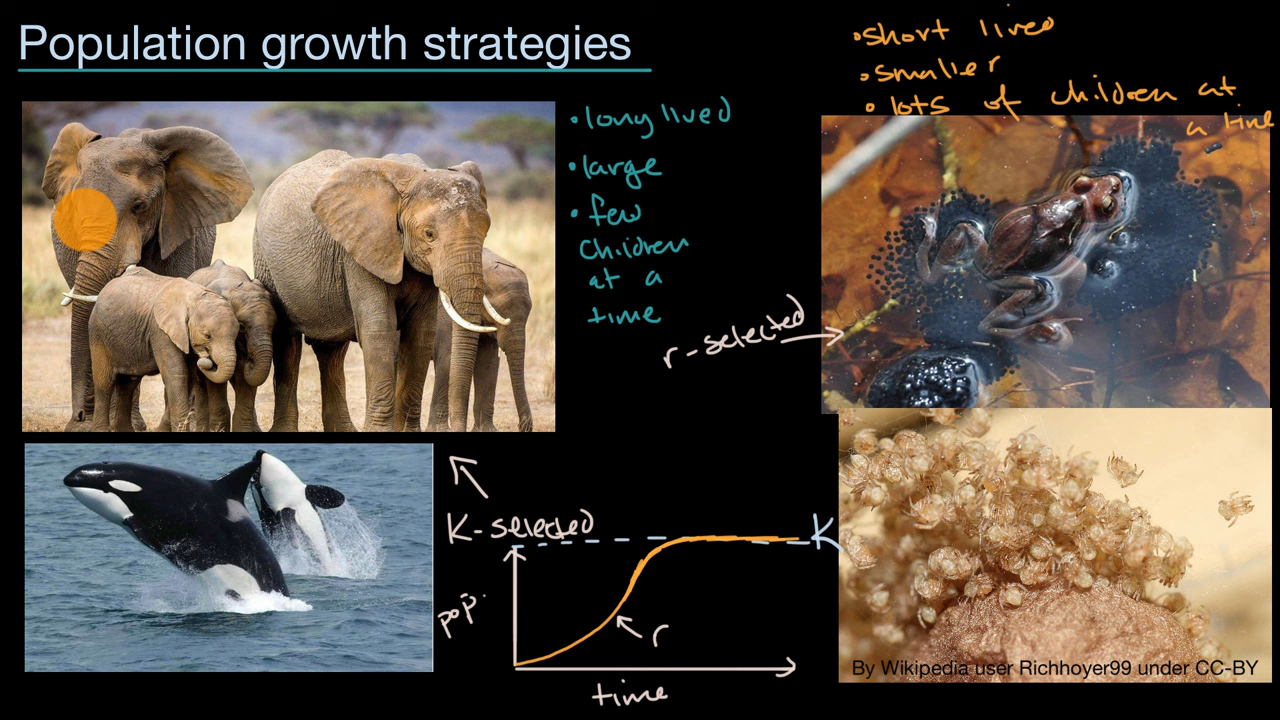 Population growth strategies
•short lived
•smaller
•lots of children at
a time
•long lived
•large
•few
children
at a
time
r-selected
K-selected
K
pop.
r
time
By Wikipedia user Richhoyer99 under CC-BY